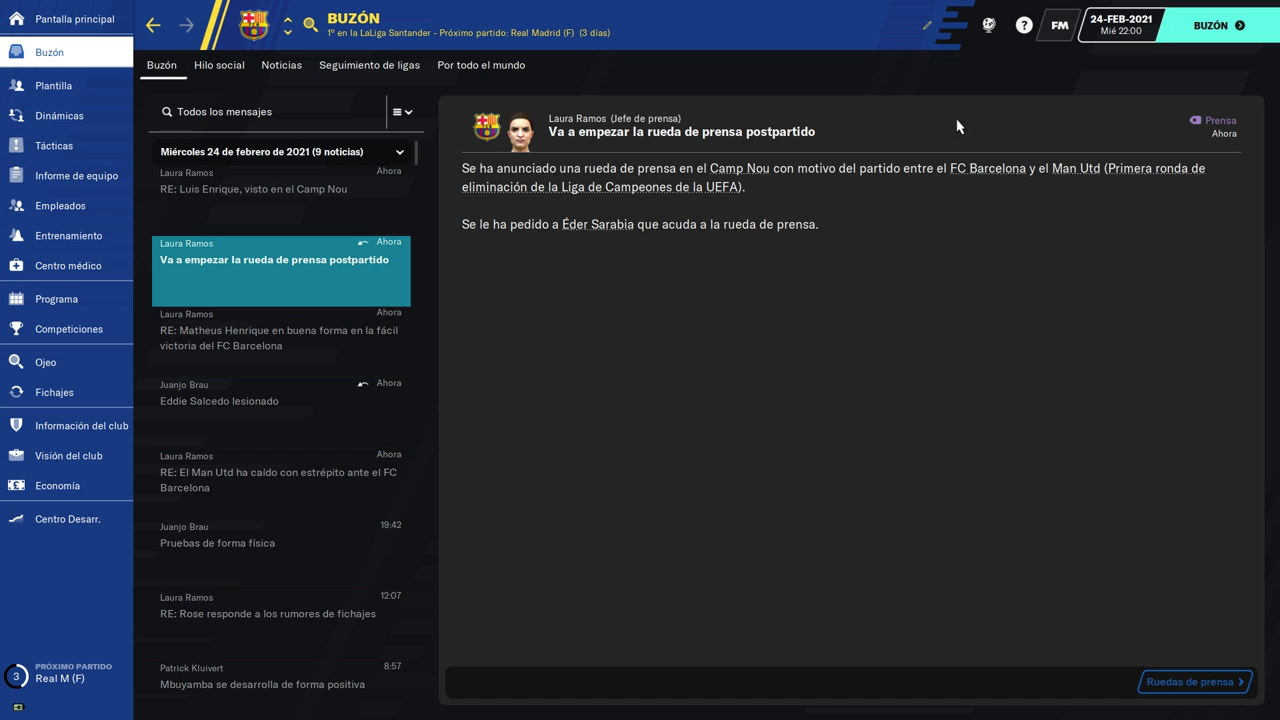 Pantalla principal
Buzón
Plantilla
Dinámicas
Tácticas
Informe de equipo
Empleados
Entrenamiento
Centro médico
Programa
Competiciones
Ojeo
Fichajes
Información del club
Visión del club
Economía
Centro Desarr.
3
PRÓXIMO PARTIDO
Real M (F)
BUZÓN
1º en la LaLiga Santander - Próximo partido: Real Madrid (F) (3 días)
?
FM
24-FEB-2021
Mié 22:00
BUZÓN
Buzón
Hilo social
Noticias
Seguimiento de ligas
Por todo el mundo
Todos los mensajes
Miércoles 24 de febrero de 2021 (9 noticias)
Laura Ramos Ahora
RE: Luis Enrique, visto en el Camp Nou
Laura Ramos Ahora
Va a empezar la rueda de prensa postpartido
Laura Ramos Ahora
RE: Matheus Henrique en buena forma en la fácil
victoria del FC Barcelona
Juanjo Brau Ahora
Eddie Salcedo lesionado
Laura Ramos Ahora
RE: El Man Utd ha caído con estrépito ante el FC
Barcelona
Juanjo Brau 19:42
Pruebas de forma física
Laura Ramos 12:07
RE: Rose responde a los rumores de fichajes
Patrick Kluivert 8:57
Mbuyamba se desarrolla de forma positiva
Laura Ramos (Jefe de prensa)
Va a empezar la rueda de prensa postpartido
Prensa
Ahora
Se ha anunciado una rueda de prensa en el Camp Nou con motivo del partido entre el FC Barcelona y el Man Utd (Primera ronda de
eliminación de la Liga de Campeones de la UEFA).
Se le ha pedido a Éder Sarabia que acuda a la rueda de prensa.
Ruedas de prensa